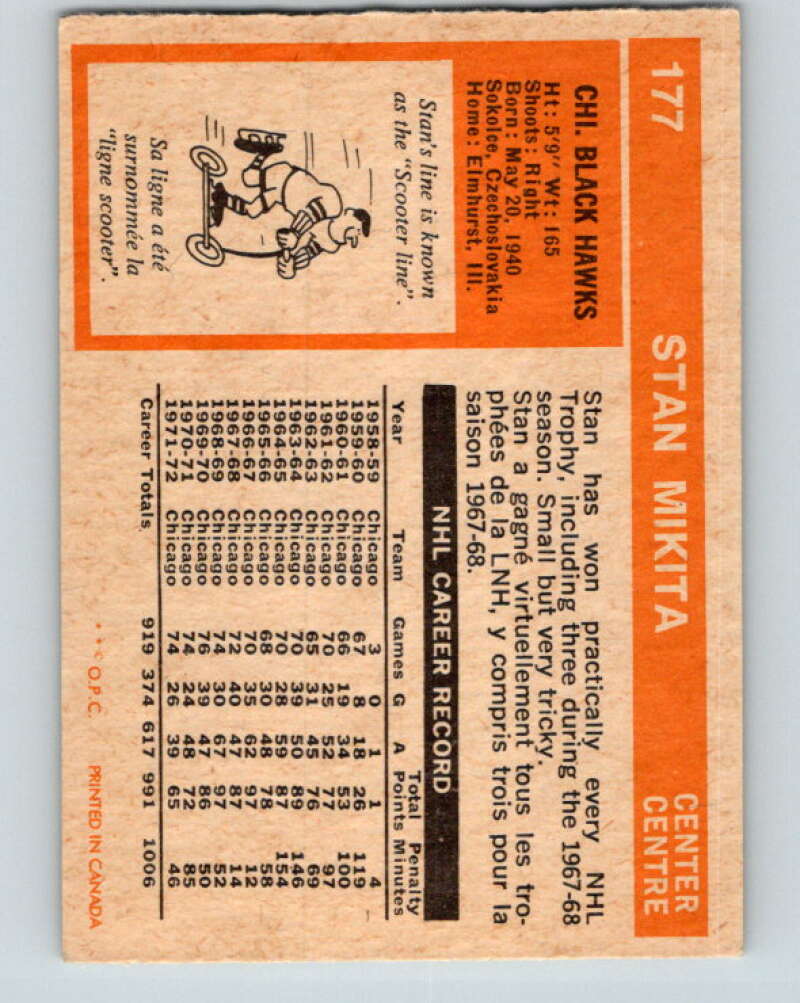 177 STAN MIKITA CENTER
CENTRE
CHI. BLACK HAWKS
Ht: 5'9" Wt: 165
Shoots: Right
Born: May 20, 1940
Sokolce, Czechoslovakia
Home: Elmhurst, Ill.
Stan's line is known
as the "Scooter line".
Sa ligne a été
surnommée la
"ligne scooter".
Stan has won practically every NHL
Trophy, including three during the 1967-68
season. Small but very tricky.
Stan a gagné virtuellement tous les tro-
phées de la LNH, y compris trois pour la
saison 1967-68.
NHL CAREER RECORD
Total Penalty
Year Team Games G A Points Minutes
1958-59 Chicago 3 0 1 1 4
1959-60 Chicago 67 8 18 26 119
1960-61 Chicago 66 19 34 53 100
1961-62 Chicago 70 25 52 77 97
1962-63 Chicago 65 31 45 76 69
1963-64 Chicago 70 39 50 89 146
1964-65 Chicago 70 28 59 87 154
1965-66 Chicago 68 30 48 78 58
1966-67 Chicago 70 35 62 97 12
1967-68 Chicago 72 40 47 87 14
1968-69 Chicago 74 30 67 97 52
1969-70 Chicago 76 39 47 86 50
1970-71 Chicago 74 24 48 72 85
1971-72 Chicago 74 26 39 65 46
Career Totals 919 374 617 991 1006
* * © O.P.C. PRINTED IN CANADA